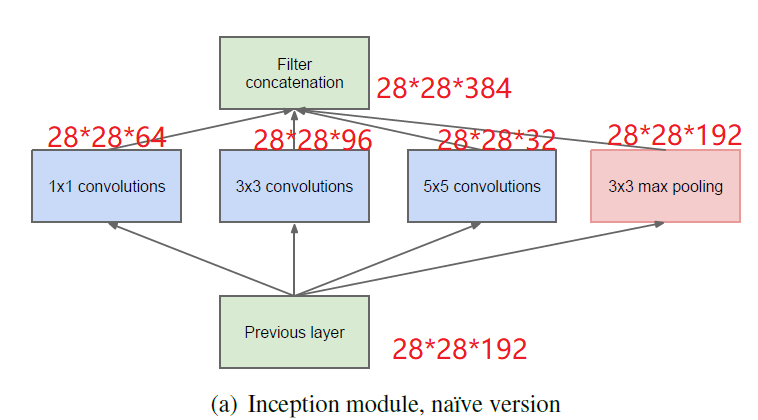 Filter
concatenation
28*28*384
28*28*64
28*28*96
28*28*32
28*28*192
1x1 convolutions
3x3 convolutions
5x5 convolutions
3x3 max pooling
Previous layer
28*28*192
(a) Inception module, naïve version